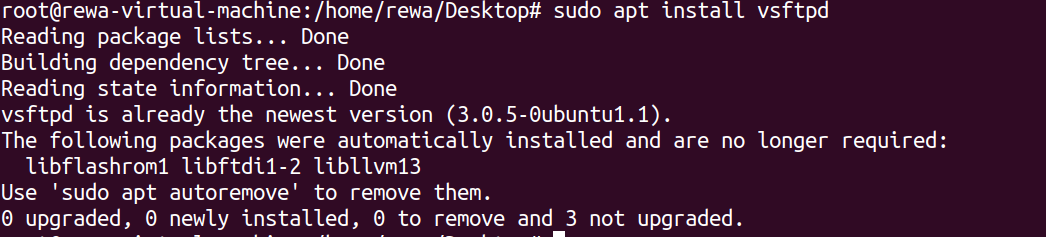 root@rewa-virtual-machine:/home/rewa/Desktop# sudo apt install vsftpd
Reading package lists... Done
Building dependency tree... Done
Reading state information... Done
vsftpd is already the newest version (3.0.5-0ubuntu1.1).
The following packages were automatically installed and are no longer required:
  libflashrom1 libftdi1-2 libllvm13
Use 'sudo apt autoremove' to remove them.
0 upgraded, 0 newly installed, 0 to remove and 3 not upgraded.